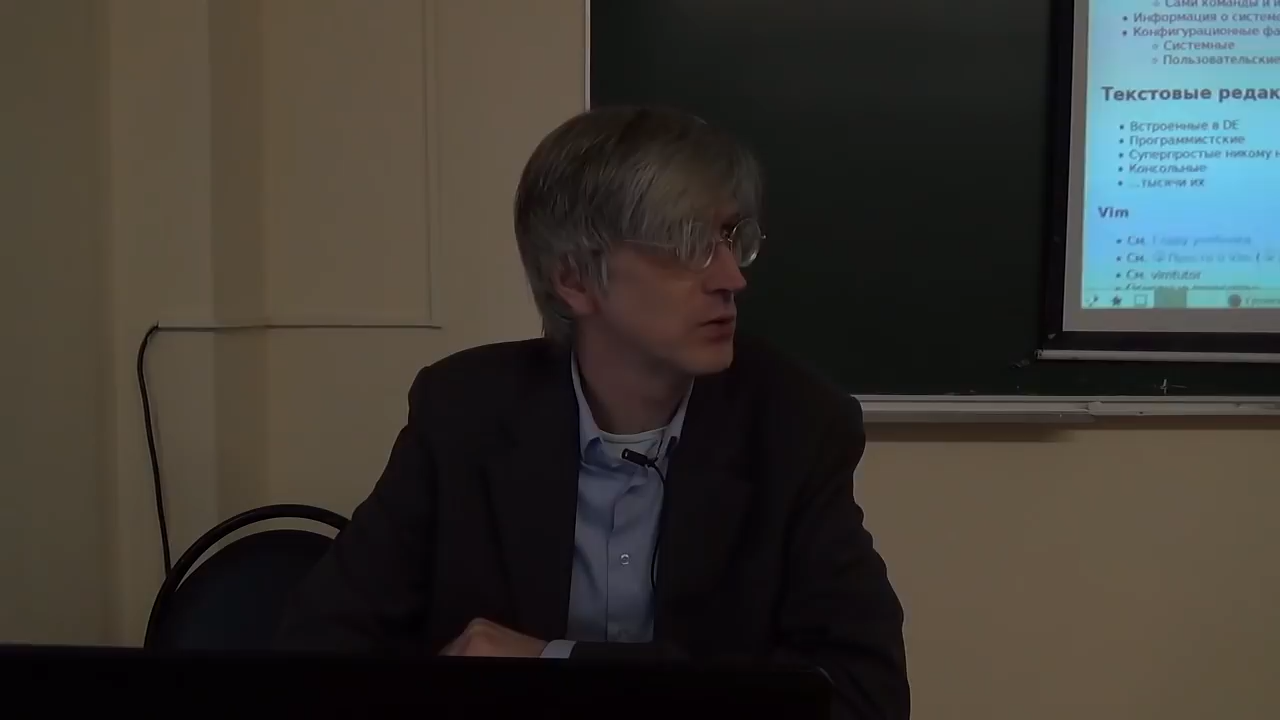 Сами команды и и
Информация о систем
Конфигурационные фа
Системные
Пользовательские
Текстовые редак
Встроенные в DE
Программистские
Суперпростые никому н
Консольные
...тысячи их
Vim
См.
См.
См. vimtutor